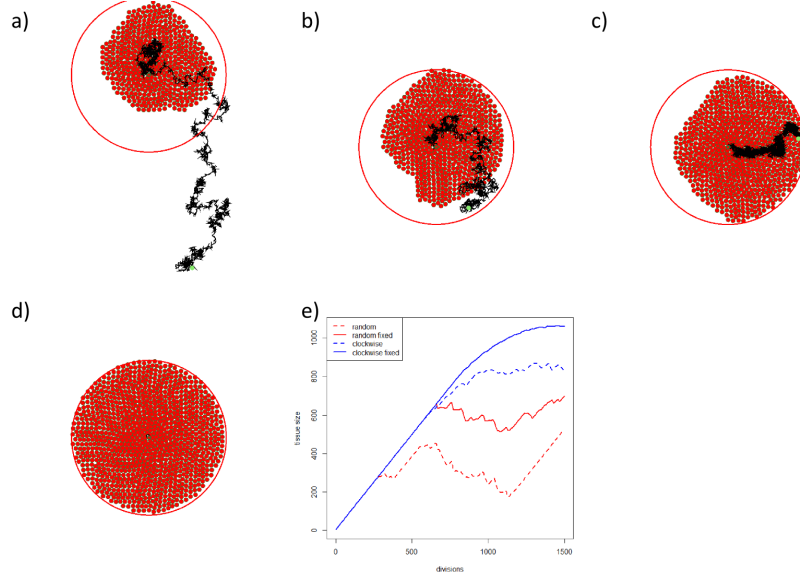 a)
b)
c)
d)
e)
random
random fixed
clockwise
clockwise fixed
tissue size
0
200
400
600
800
1000
0
500
1000
1500
divisions